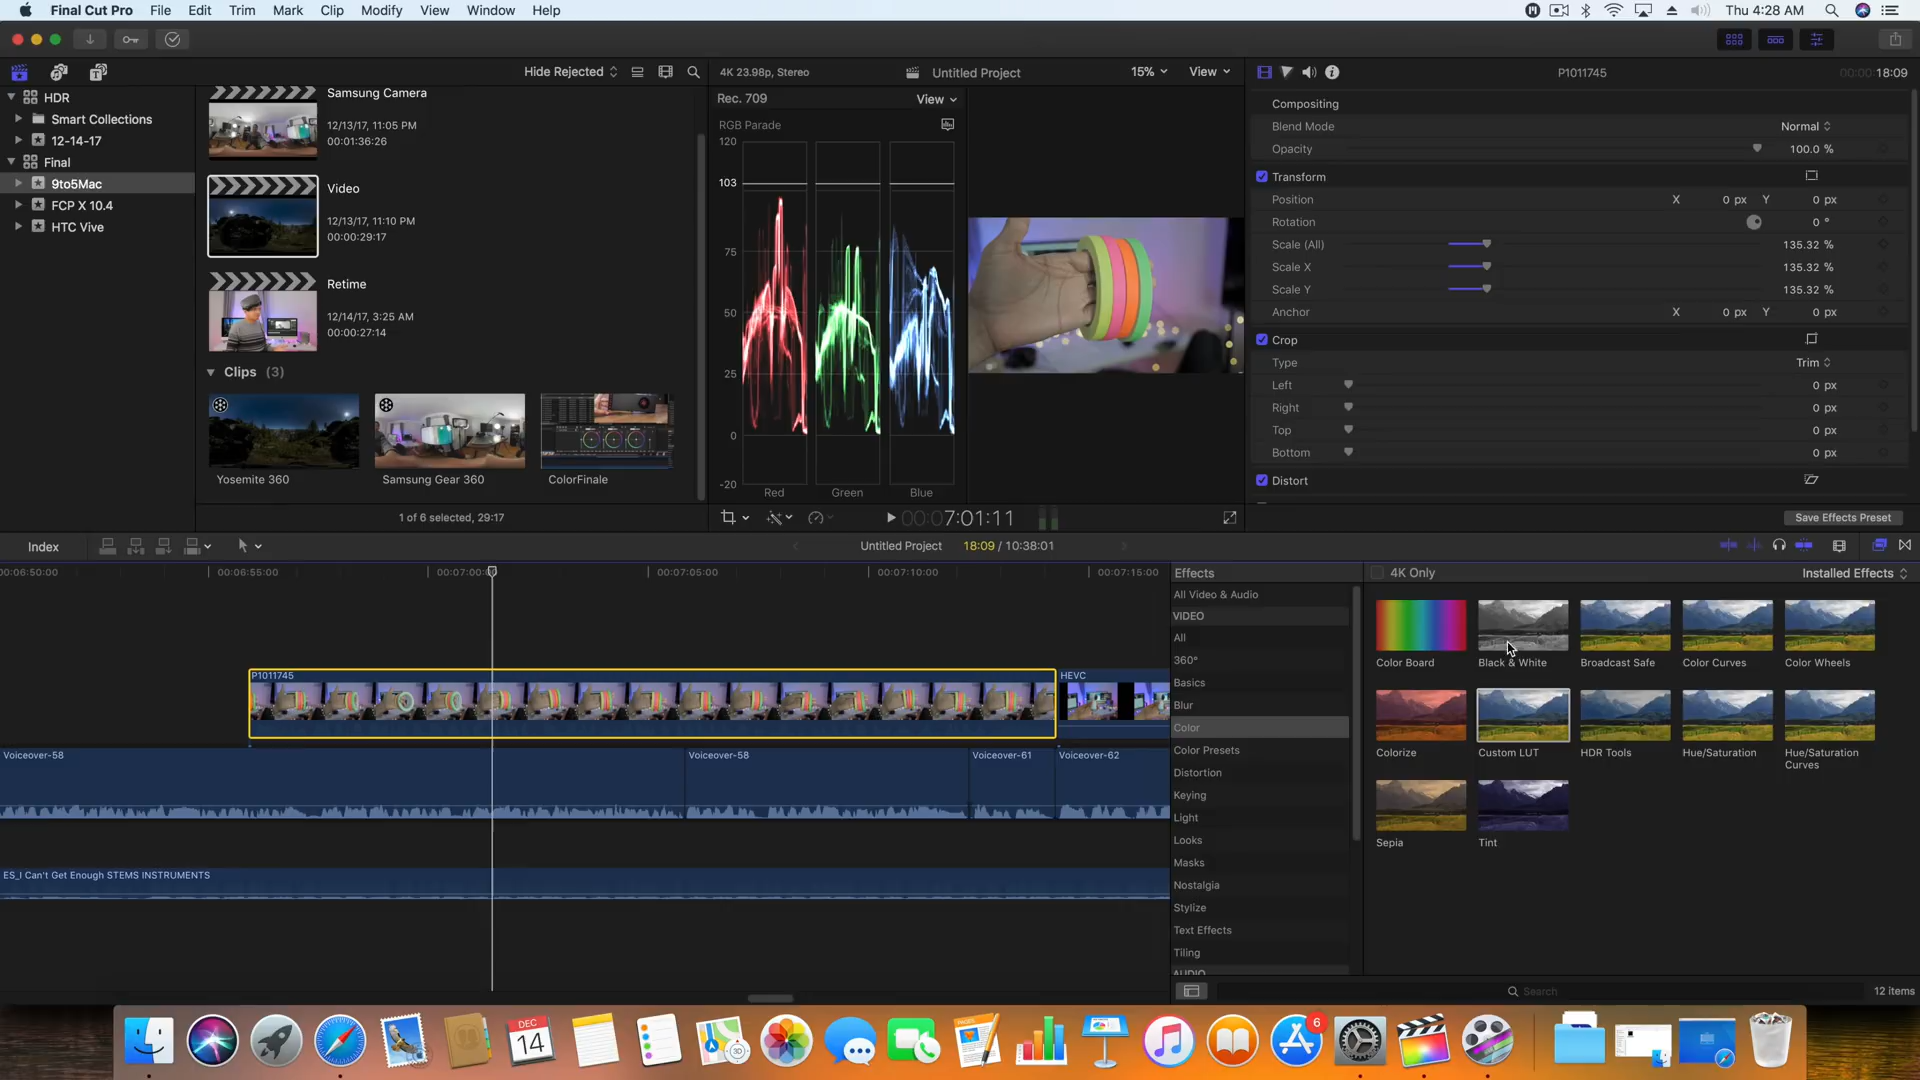 Final Cut Pro File Edit Trim Mark Clip Modify View Window Help
Thu 4:28 AM
Hide Rejected
4K 23.98p, Stereo
Untitled Project
15%
View
P1011745
00:00:18:09
HDR
Smart Collections
12-14-17
Final
9to5Mac
FCP X 10.4
HTC Vive
Samsung Camera
12/13/17, 11:05 PM
00:01:36:26
Video
12/13/17, 11:10 PM
00:00:29:17
Retime
12/14/17, 3:25 AM
00:00:27:14
Clips (3)
Yosemite 360
Samsung Gear 360
ColorFinale
1 of 6 selected, 29:17
Rec. 709
View
RGB Parade
120
103
75
50
25
0
-20
Red
Green
Blue
00:00:7:01:11
Compositing
Blend Mode
Normal
Opacity
100.0 %
Transform
Position
X 0 px Y 0 px
Rotation
0 °
Scale (All)
135.32 %
Scale X
135.32 %
Scale Y
135.32 %
Anchor
X 0 px Y 0 px
Crop
Type
Trim
Left
0 px
Right
0 px
Top
0 px
Bottom
0 px
Distort
Save Effects Preset
Index
Untitled Project
18:09 / 10:38:01
00:06:50:00
00:06:55:00
00:07:00:00
00:07:05:00
00:07:10:00
00:07:15:00
P1011745
HEVC
Voiceover-58
Voiceover-58
Voiceover-61
Voiceover-62
ES_I Can't Get Enough STEMS INSTRUMENTS
Effects
4K Only
Installed Effects
All Video & Audio
VIDEO
All
360°
Basics
Blur
Color
Color Presets
Distortion
Keying
Light
Looks
Masks
Nostalgia
Stylize
Text Effects
Tiling
AUDIO
Color Board
Black & White
Broadcast Safe
Color Curves
Color Wheels
Colorize
Custom LUT
HDR Tools
Hue/Saturation
Hue/Saturation
Curves
Sepia
Tint
Search
12 items
DEC
14
3D
PAGES
6